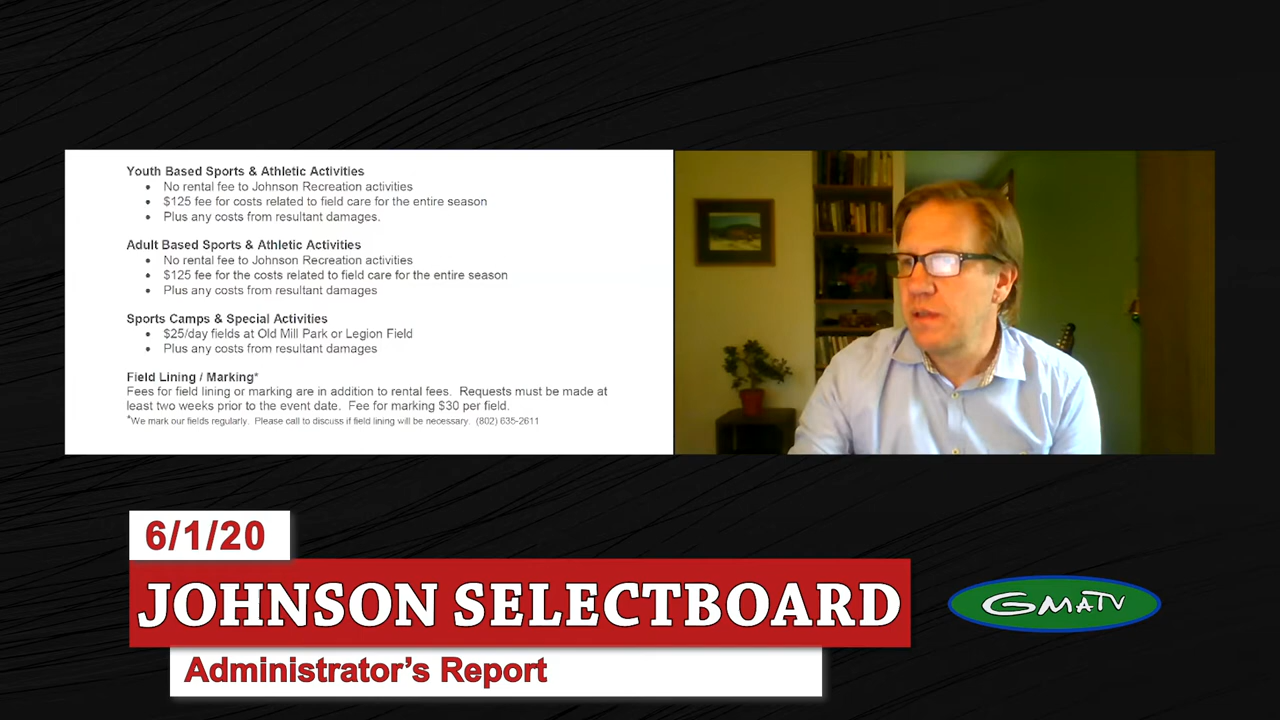 Youth Based Sports & Athletic Activities
• No rental fee to Johnson Recreation activities
• $125 fee for costs related to field care for the entire season
• Plus any costs from resultant damages.
Adult Based Sports & Athletic Activities
• No rental fee to Johnson Recreation activities
• $125 fee for the costs related to field care for the entire season
• Plus any costs from resultant damages
Sports Camps & Special Activities
• $25/day fields at Old Mill Park or Legion Field
• Plus any costs from resultant damages
Field Lining / Marking*
Fees for field lining or marking are in addition to rental fees. Requests must be made at
least two weeks prior to the event date. Fee for marking $30 per field.
*We mark our fields regularly. Please call to discuss if field lining will be necessary. (802) 635-2611
6/1/20
JOHNSON SELECTBOARD
GMATV
Administrator's Report